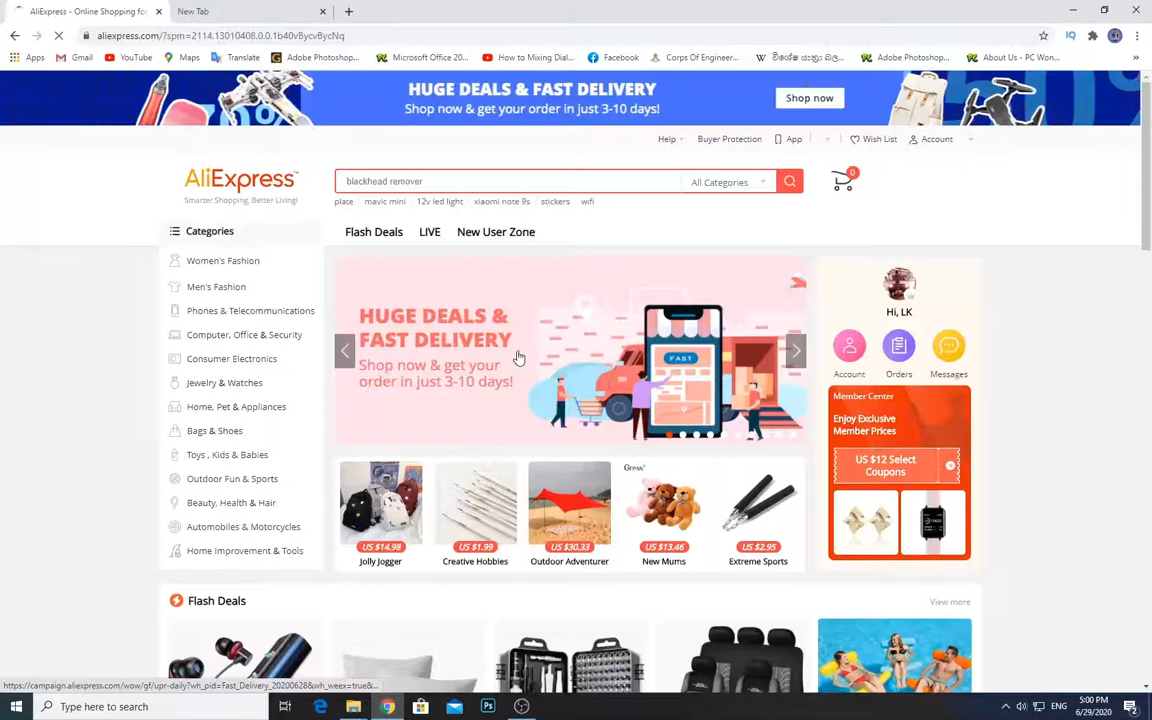 AliExpress - Online Shopping for
New Tab
aliexpress.com/?spm=2114.13010408.0.0.1b40vBycvBycNq
Apps
Gmail
YouTube
Maps
Translate
Adobe Photoshop...
Microsoft Office 20...
How to Mixing Dial...
Facebook
Corps Of Engineer...
Adobe Photoshop...
About Us - PC Won...
HUGE DEALS & FAST DELIVERY
Shop now & get your order in just 3-10 days!
Shop now
Help
Buyer Protection
App
Wish List
Account
AliExpress
Smarter Shopping, Better Living!
blackhead remover
All Categories
0
plate
mavic mini
12v led light
xiaomi note 9s
stickers
wifi
Categories
Flash Deals
LIVE
New User Zone
Women's Fashion
Men's Fashion
Phones & Telecommunications
Computer, Office & Security
Consumer Electronics
Jewelry & Watches
Home, Pet & Appliances
Bags & Shoes
Toys , Kids & Babies
Outdoor Fun & Sports
Beauty, Health & Hair
Automobiles & Motorcycles
Home Improvement & Tools
HUGE DEALS &
FAST DELIVERY
Shop now & get your
order in just 3-10 days!
FAST
Hi, LK
Account
Orders
Messages
Member Center
Enjoy Exclusive
Member Prices
US $12 Select
Coupons
US $14.98
US $1.99
US $30.33
US $13.46
US $2.95
Jolly Jogger
Creative Hobbies
Outdoor Adventurer
New Mums
Extreme Sports
Flash Deals
View more
https://campaign.aliexpress.com/wow/gf/upr-daily?wh_pid=Fast_Delivery_20200628&wh_weex=true&...
Type here to search
ENG
5:00 PM
6/29/2020
2